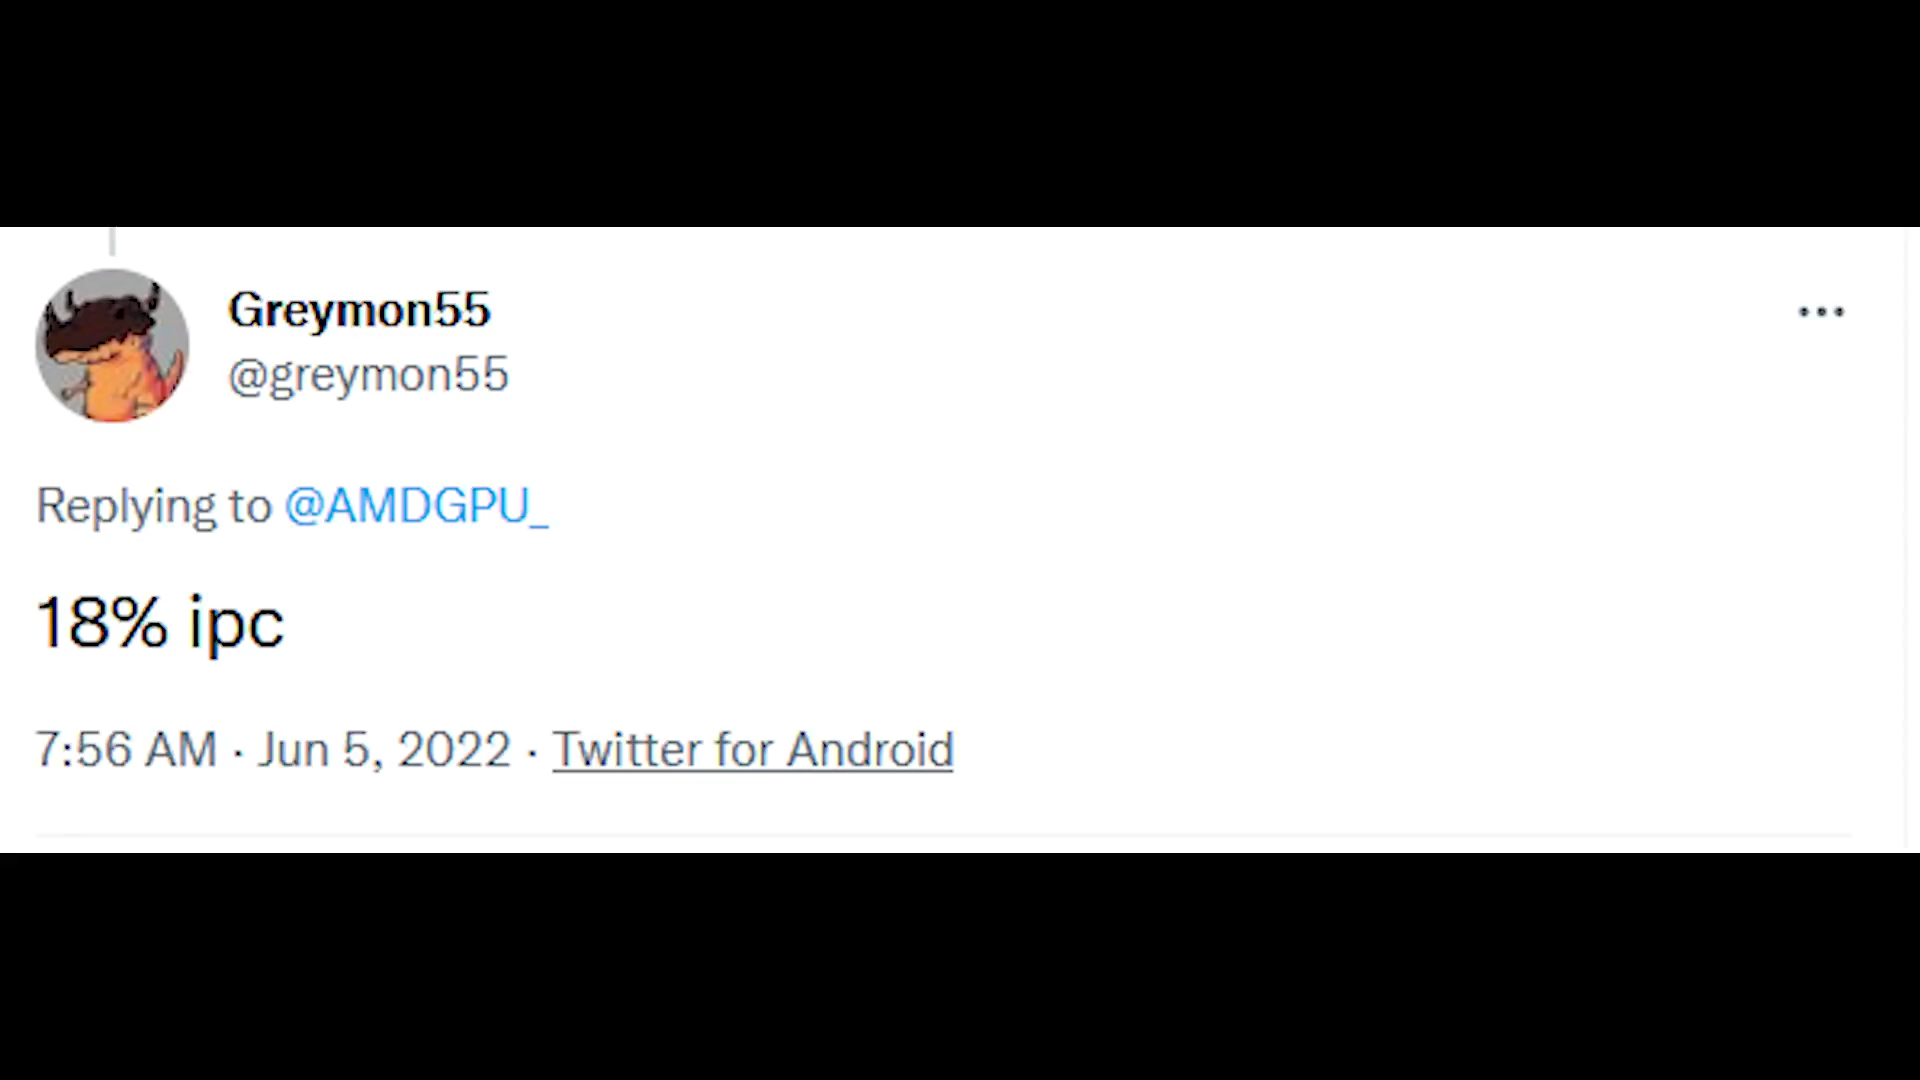 Greymon55
@greymon55
Replying to @AMDGPU_
18% ipc
7:56 AM · Jun 5, 2022 · Twitter for Android